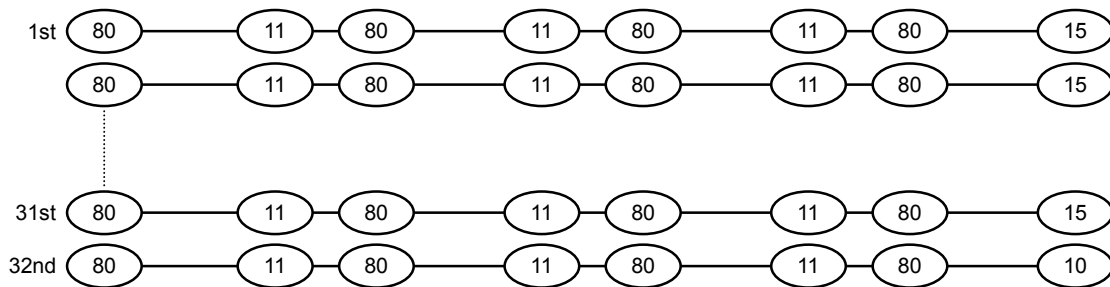 1st 80 11 80 11 80 11 80 15
80 11 80 11 80 11 80 15
31st 80 11 80 11 80 11 80 15
32nd 80 11 80 11 80 11 80 10